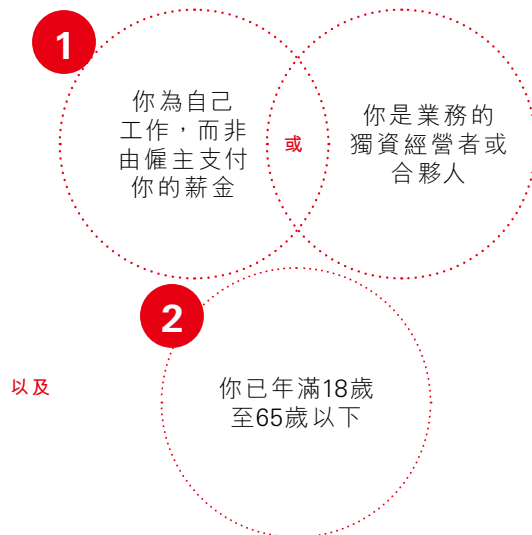 1
你為自己
工作，而非
由僱主支付
你的薪金
或
你是業務的
獨資經營者或
合夥人
2
以及
你已年滿18歲
至65歲以下